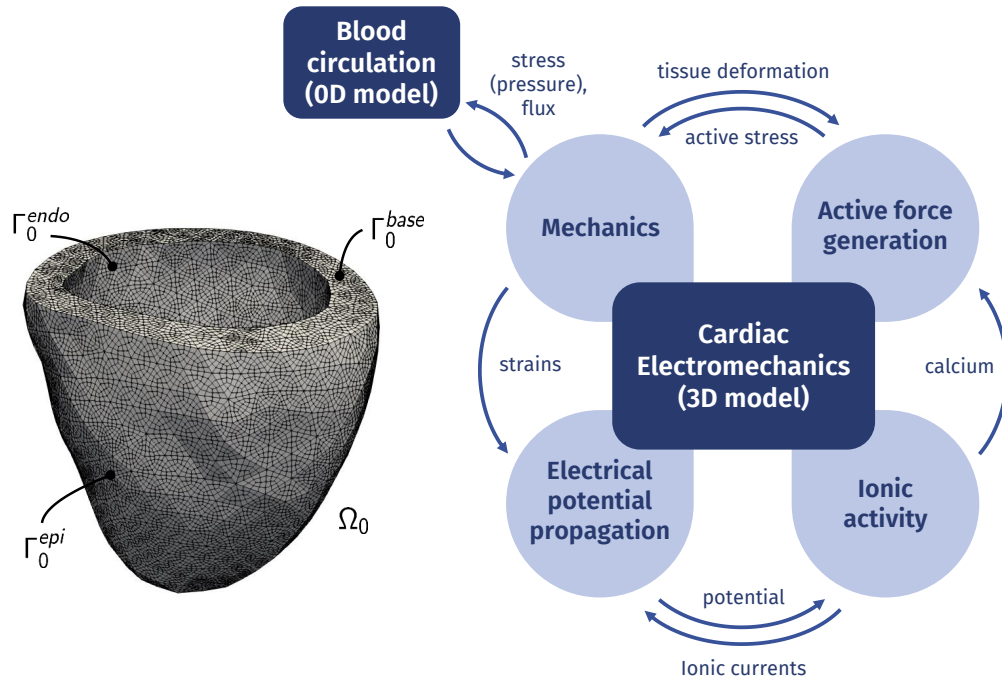 Blood
circulation
(0D model)
stress
(pressure),
flux
tissue deformation
active stress
Γ₀ᵉⁿᵈᵒ
Γ₀ᵇᵃˢᵉ
Mechanics
Active force
generation
strains
Cardiac
Electromechanics
(3D model)
calcium
Electrical
potential
propagation
Ionic
activity
Γ₀ᵉᵖⁱ
Ω₀
potential
Ionic currents